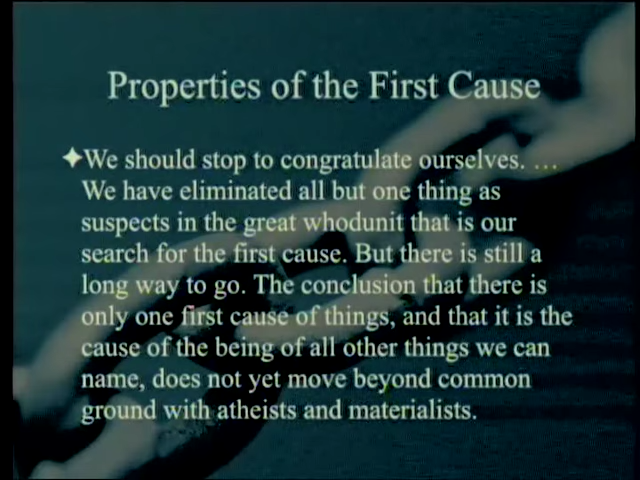 Properties of the First Cause
✦We should stop to congratulate ourselves. …
We have eliminated all but one thing as
suspects in the great whodunit that is our
search for the first cause. But there is still a
long way to go. The conclusion that there is
only one first cause of things, and that it is the
cause of the being of all other things we can
name, does not yet move beyond common
ground with atheists and materialists.